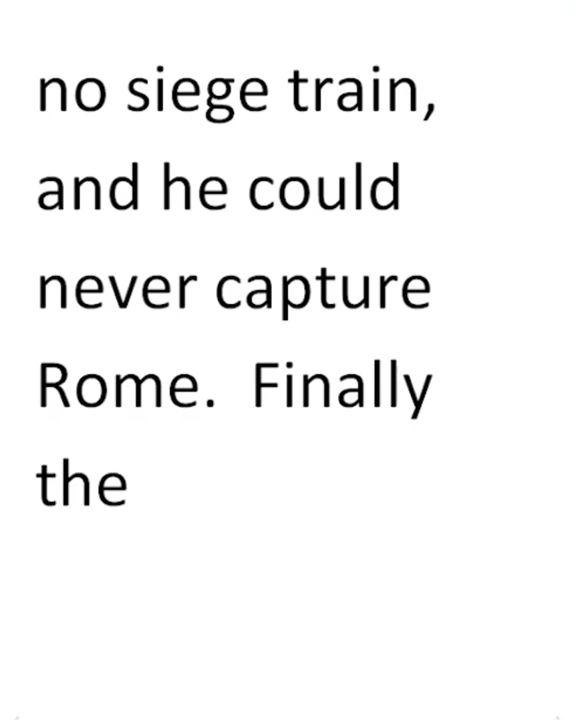 no siege train,
and he could
never capture
Rome.  Finally
the